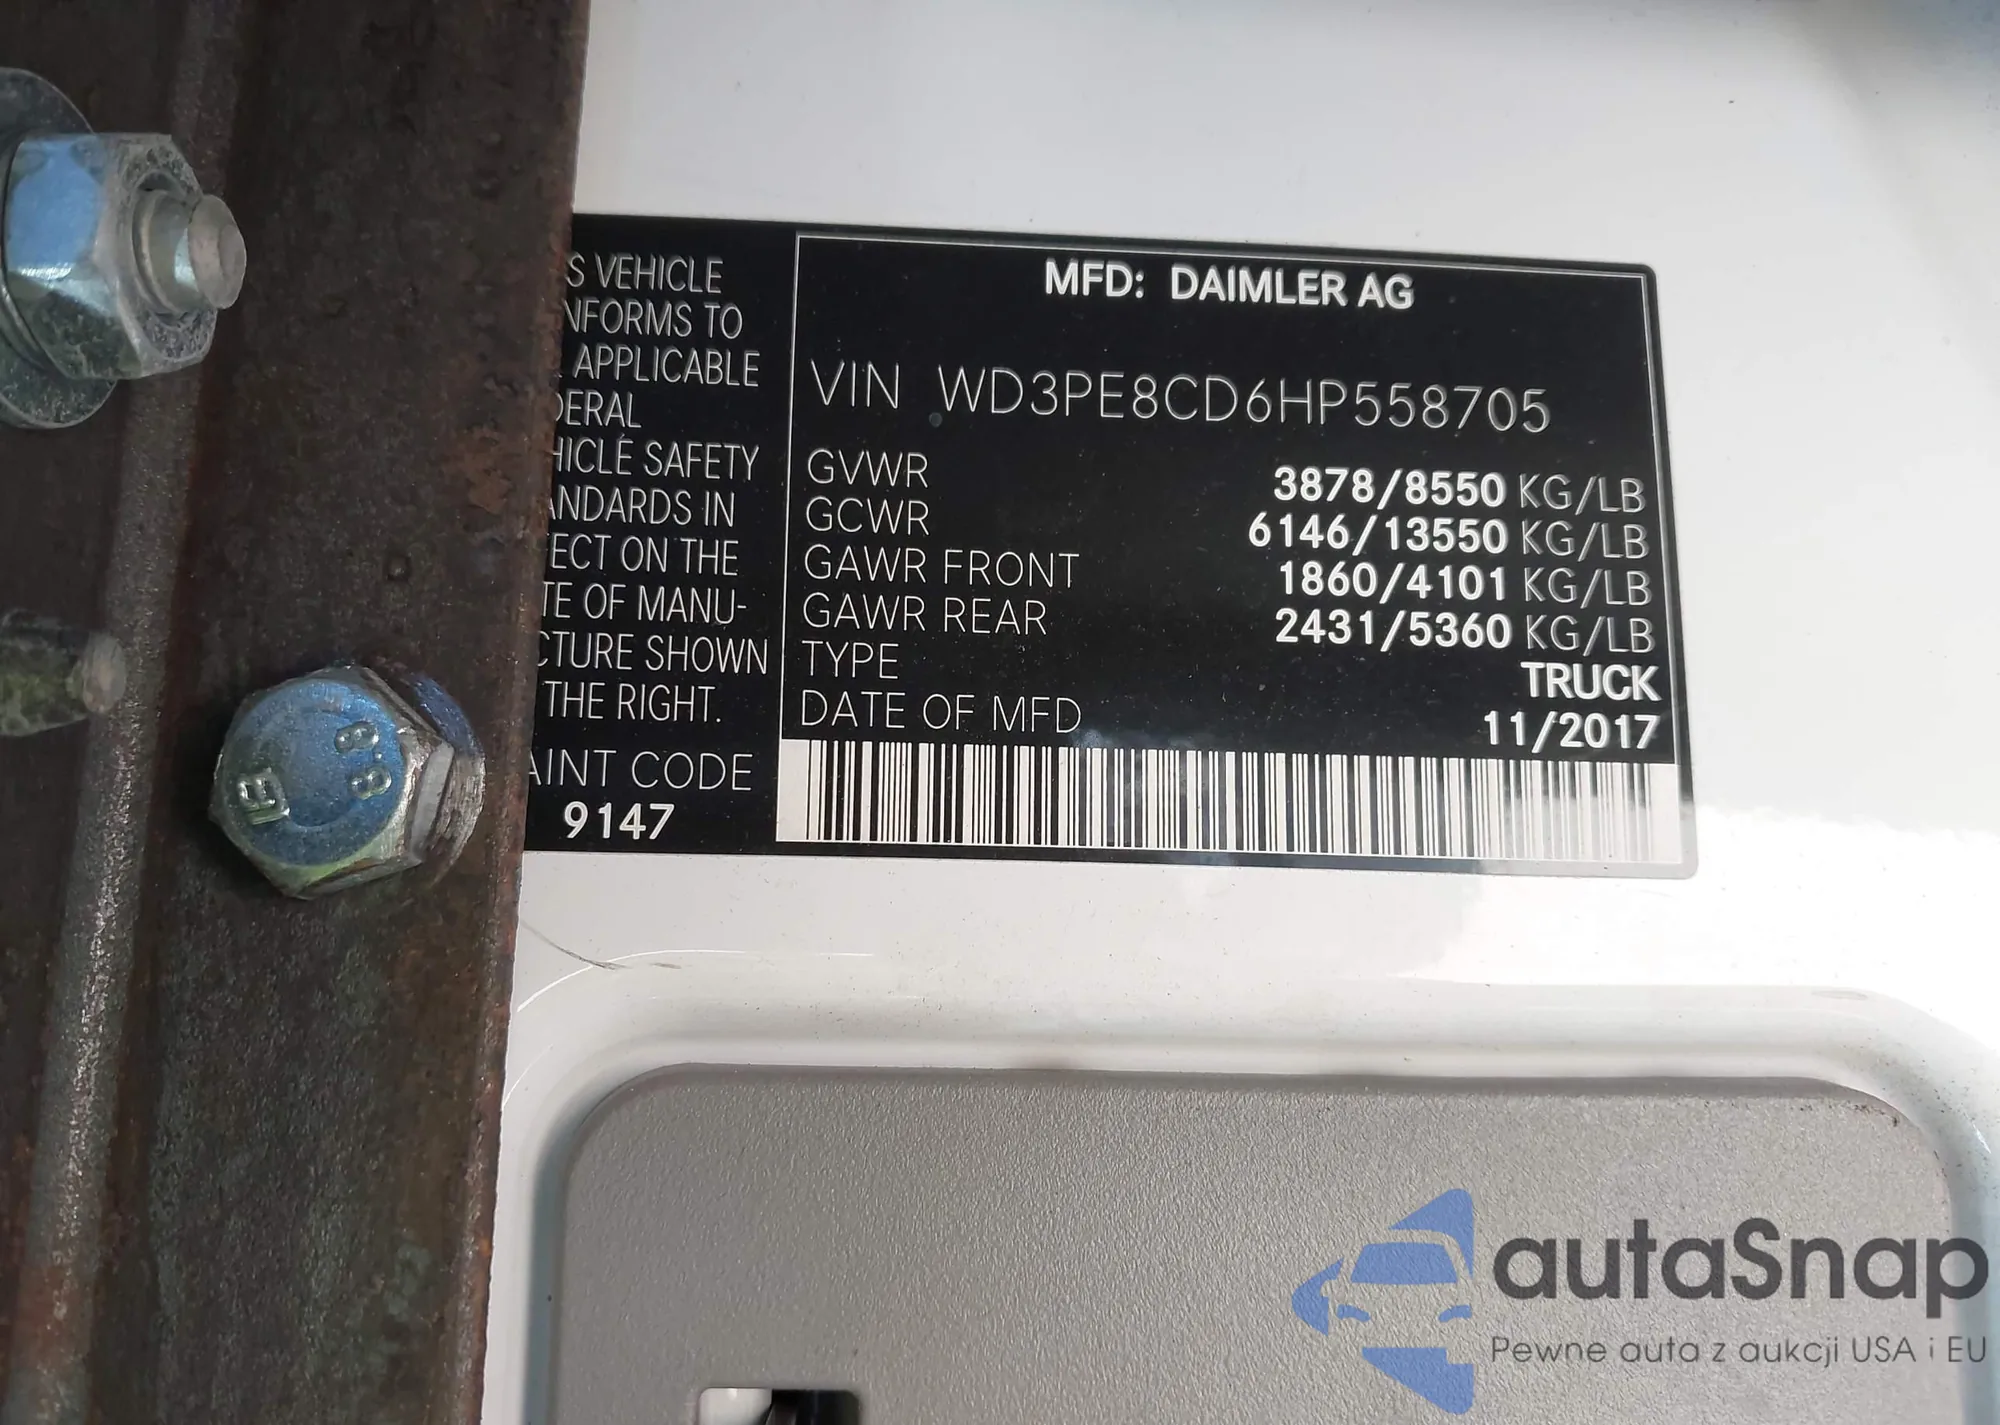 S VEHICLE
NFORMS TO
APPLICABLE
DERAL
HICLE SAFETY
ANDARDS IN
FECT ON THE
TE OF MANU-
CTURE SHOWN
THE RIGHT.
AINT CODE
9147
MFD: DAIMLER AG
VIN WD3PE8CD6HP558705
GVWR 3878/8550 KG/LB
GCWR 6146/13550 KG/LB
GAWR FRONT 1860/4101 KG/LB
GAWR REAR 2431/5360 KG/LB
TYPE TRUCK
DATE OF MFD 11/2017
8.8
autaSnap
Pewne auta z aukcji USA i EU